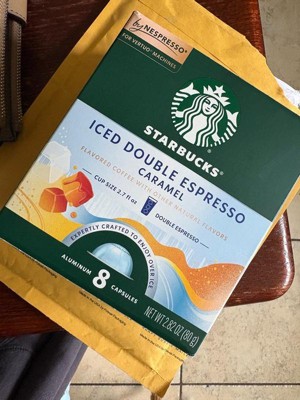 by NESPRESSO®
FOR VERTUO® MACHINES
STARBUCKS®
ICED DOUBLE ESPRESSO
CARAMEL
FLAVORED COFFEE WITH OTHER NATURAL FLAVORS
CUP SIZE 2.7 fl oz
DOUBLE ESPRESSO
EXPERTLY CRAFTED TO ENJOY OVER ICE
ALUMINUM 8 CAPSULES
NET WT 2.82 OZ (80 g)